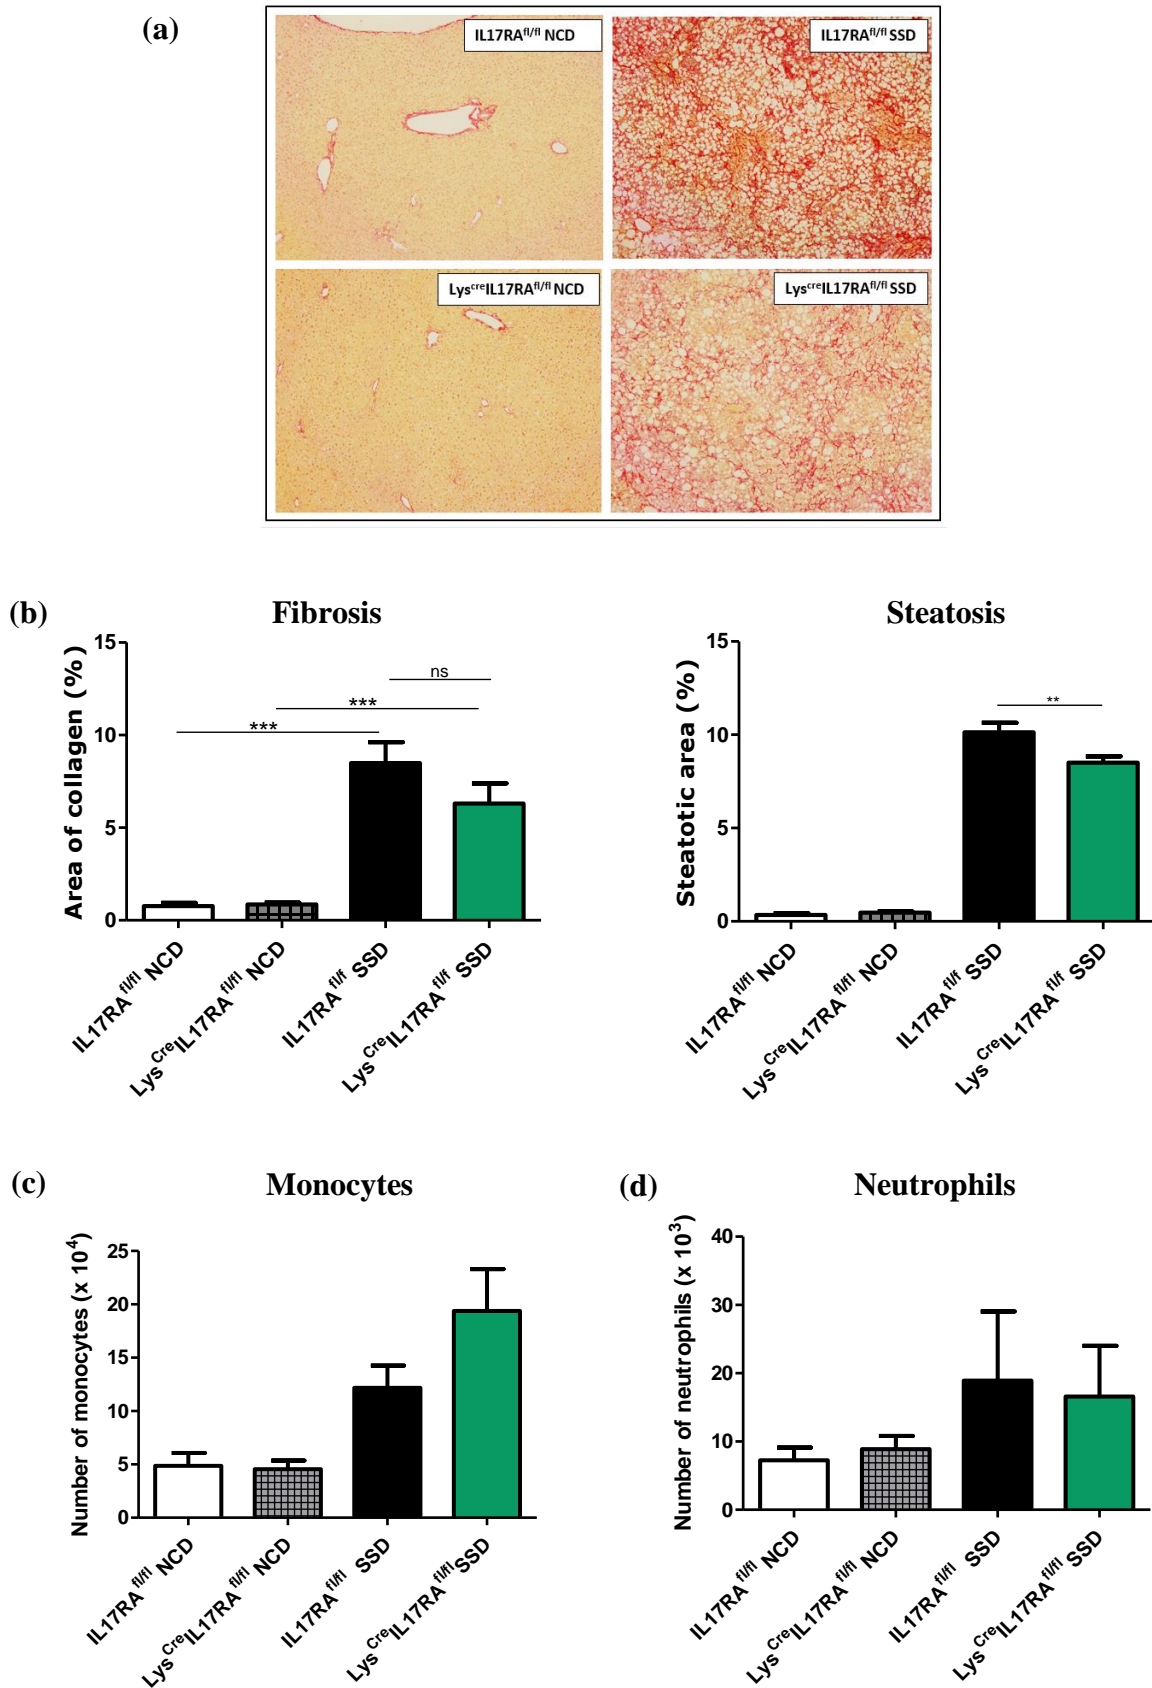 (a)
IL17RAfl/fl NCD
IL17RAfl/fl SSD
LyscreIL17RAfl/fl NCD
LyscreIL17RAfl/fl SSD
(b)
Fibrosis
Area of collagen (%)
15
10
5
0
ns
***
***
IL17RAfl/fl NCD
LysCreIL17RAfl/fl NCD
IL17RAfl/f SSD
LysCreIL17RAfl/f SSD
Steatosis
Steatotic area (%)
15
10
5
0
**
IL17RAfl/fl NCD
LysCreIL17RAfl/fl NCD
IL17RAfl/f SSD
LysCreIL17RAfl/f SSD
(c)
Monocytes
Number of monocytes (x 104)
25
20
15
10
5
0
IL17RAfl/fl NCD
LysCreIL17RAfl/fl NCD
IL17RAfl/fl SSD
LysCreIL17RAfl/fl SSD
(d)
Neutrophils
Number of neutrophils (x 103)
40
30
20
10
0
IL17RAfl/fl NCD
LysCreIL17RAfl/fl NCD
IL17RAfl/fl SSD
LysCreIL17RAfl/fl SSD